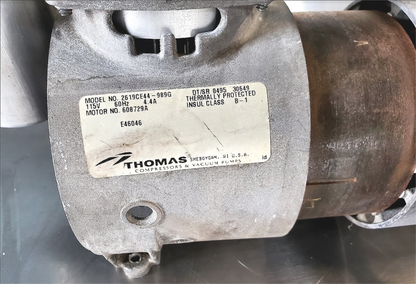 MODEL NO. 2619CE44-989G
115V 60Hz 4.4A
MOTOR NO. 608729A
DT/SR 0495 30649
THERMALLY PROTECTED
INSUL CLASS B-1
E46046
THOMAS SHEBOYGAN, WI U.S.A.
COMPRESSORS & VACUUM PUMPS